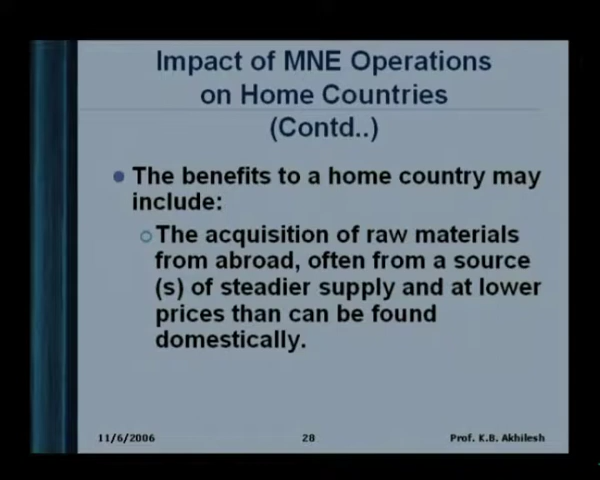 Impact of MNE Operations
on Home Countries
(Contd..)
The benefits to a home country may
include:
The acquisition of raw materials
from abroad, often from a source
(s) of steadier supply and at lower
prices than can be found
domestically.
11/6/2006 28 Prof. K.B. Akhilesh